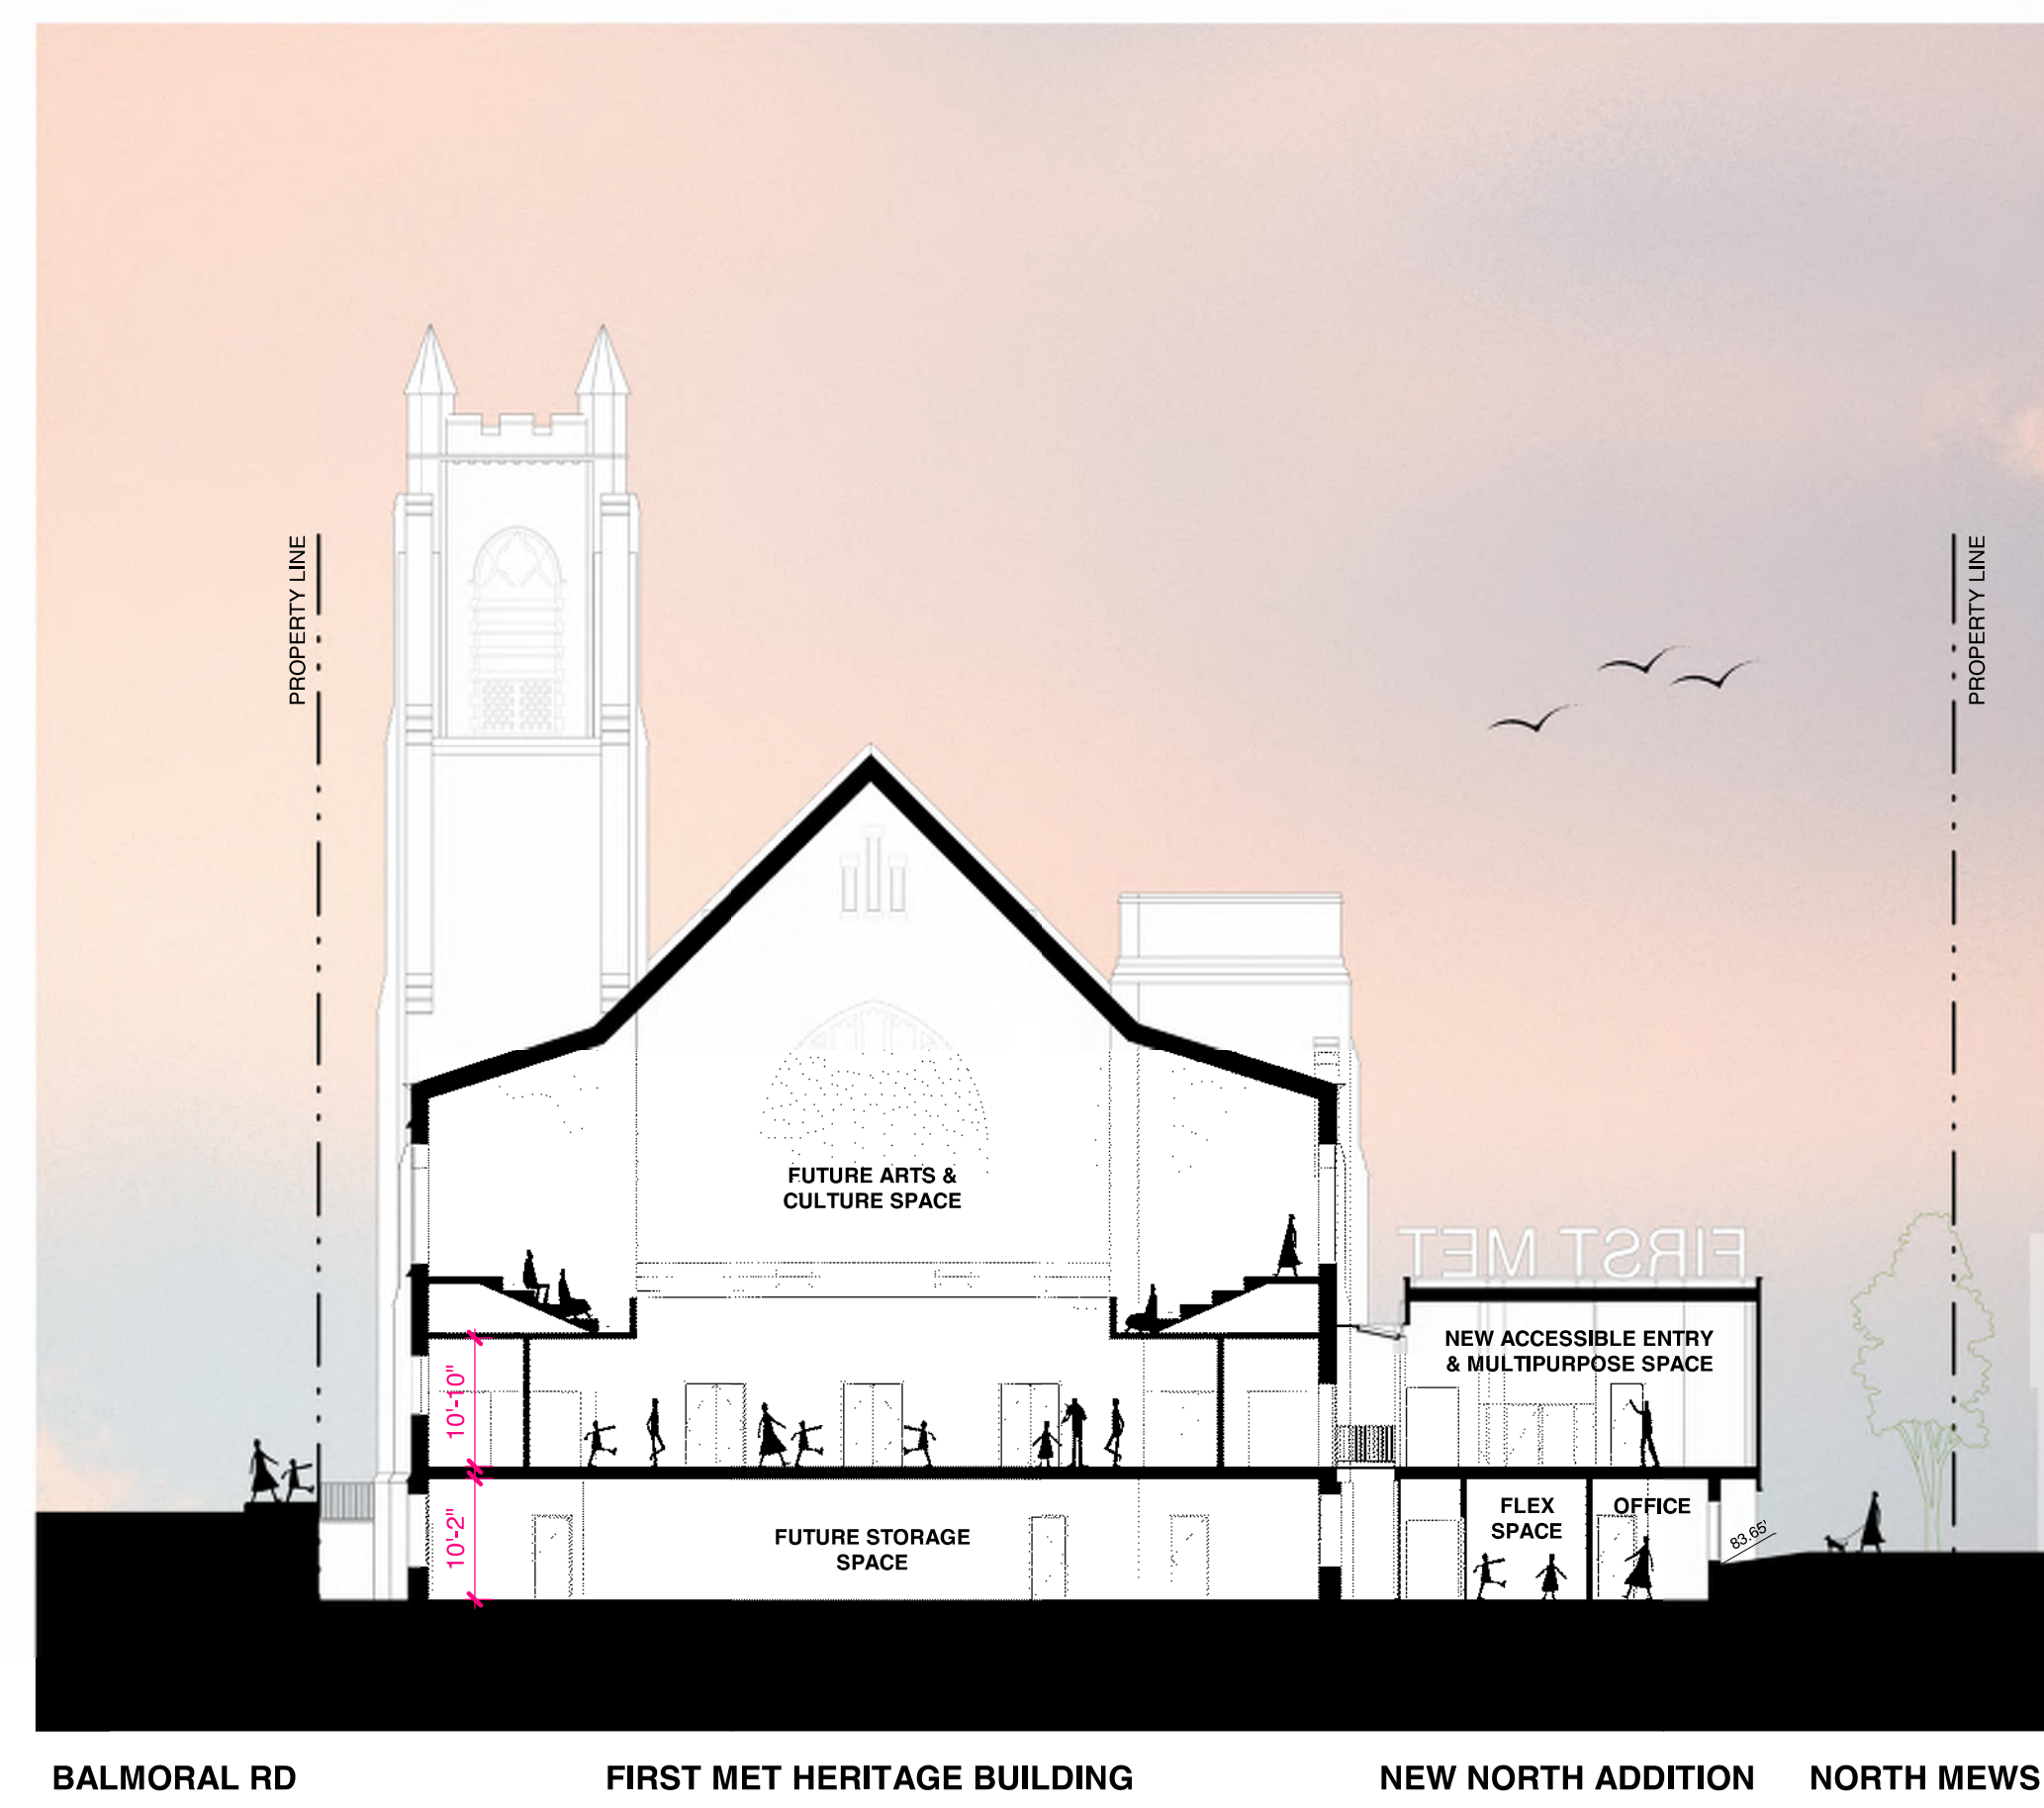 PROPERTY LINE
PROPERTY LINE
FUTURE ARTS &
CULTURE SPACE
FIRST MET
NEW ACCESSIBLE ENTRY
& MULTIPURPOSE SPACE
10'-10"
10'-2"
FUTURE STORAGE
SPACE
FLEX
SPACE
OFFICE
83.65'
BALMORAL RD
FIRST MET HERITAGE BUILDING
NEW NORTH ADDITION
NORTH MEWS